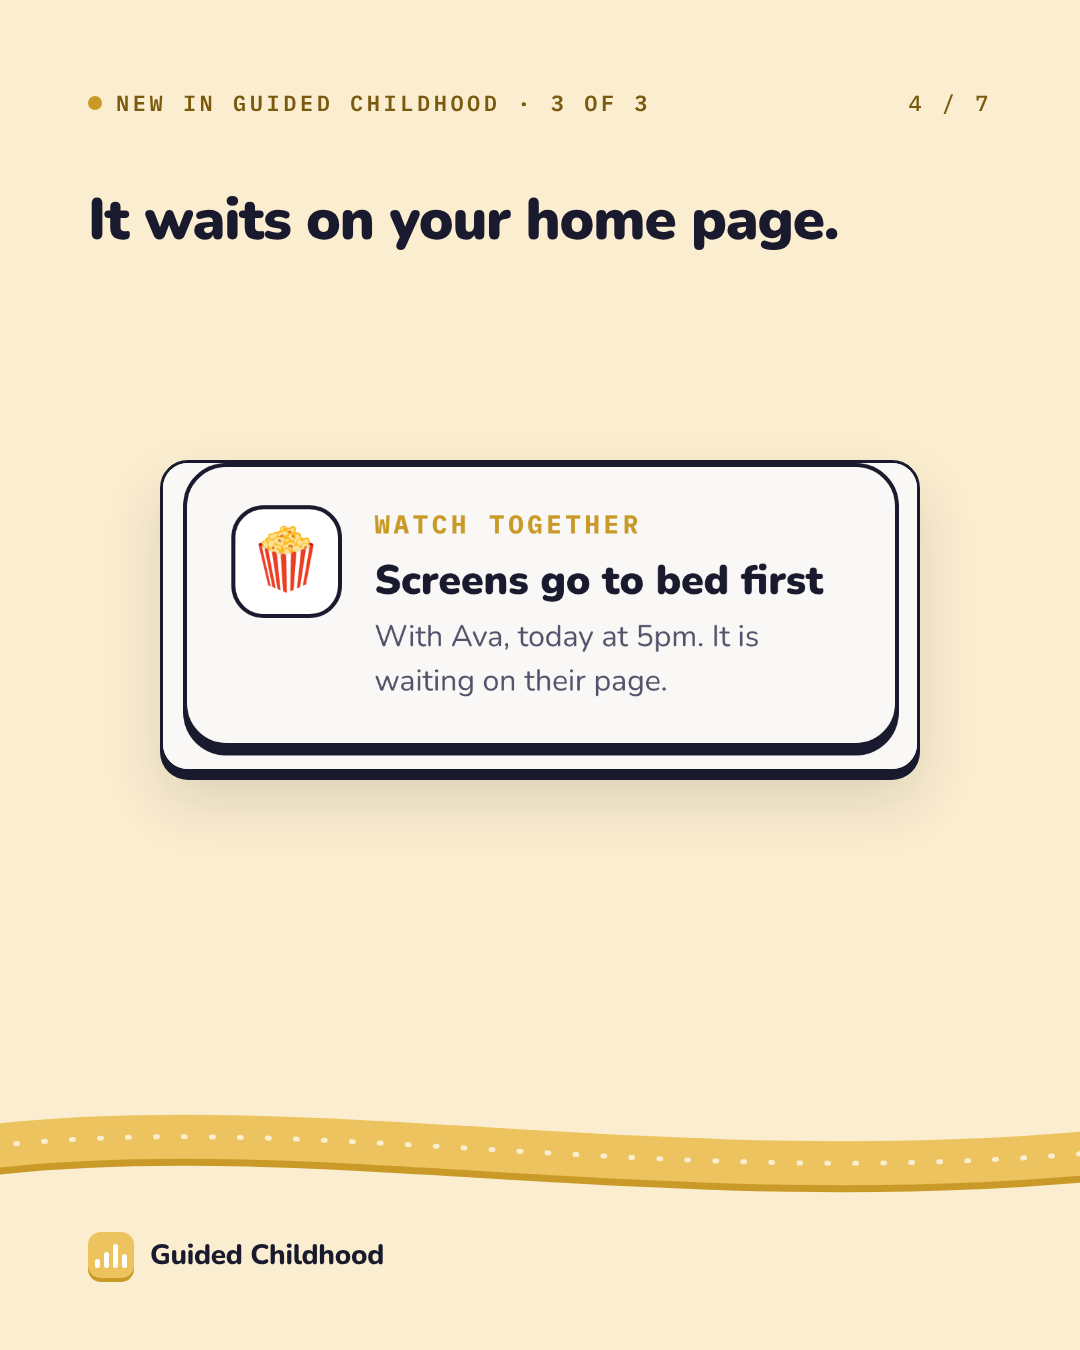 NEW IN GUIDED CHILDHOOD · 3 OF 3
4 / 7
It waits on your home page.
WATCH TOGETHER
Screens go to bed first
With Ava, today at 5pm. It is
waiting on their page.
Guided Childhood